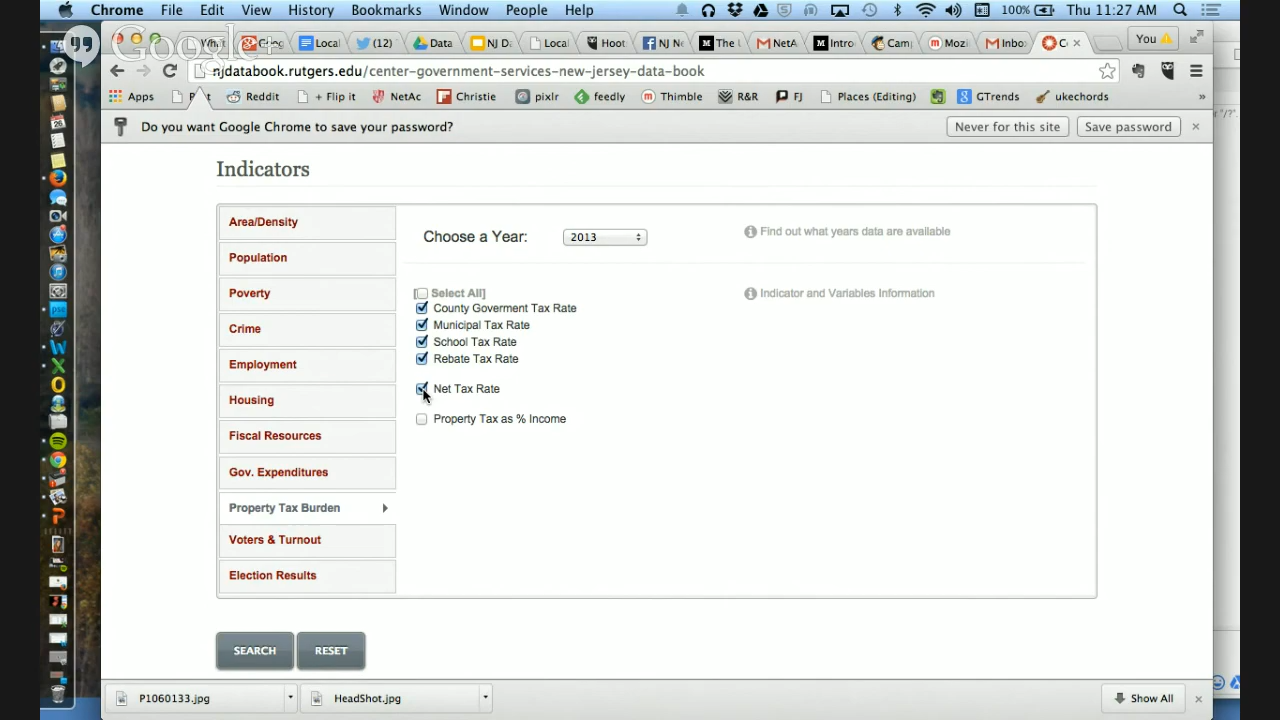 Chrome File Edit View History Bookmarks Window People Help 100% Thu 11:27 AM
Google
Local (12) Data N.D Local Hoot NJ Ne The L NetA Intro Camp Mozi Inbox You
njdatabook.rutgers.edu/center-government-services-new-jersey-data-book
Apps Reddit + Flip it NetAc Christie pixlr feedly Thimble R&R Places (Editing) GTrends ukechords »
Do you want Google Chrome to save your password? Never for this site Save password
Indicators
Area/Density
Population
Poverty
Crime
Employment
Housing
Fiscal Resources
Gov. Expenditures
Property Tax Burden
Voters & Turnout
Election Results
Choose a Year: 2013
Find out what years data are available
[Select All]
Indicator and Variables Information
County Goverment Tax Rate
Municipal Tax Rate
School Tax Rate
Rebate Tax Rate
Net Tax Rate
Property Tax as % Income
SEARCH RESET
P1060133.jpg HeadShot.jpg Show All